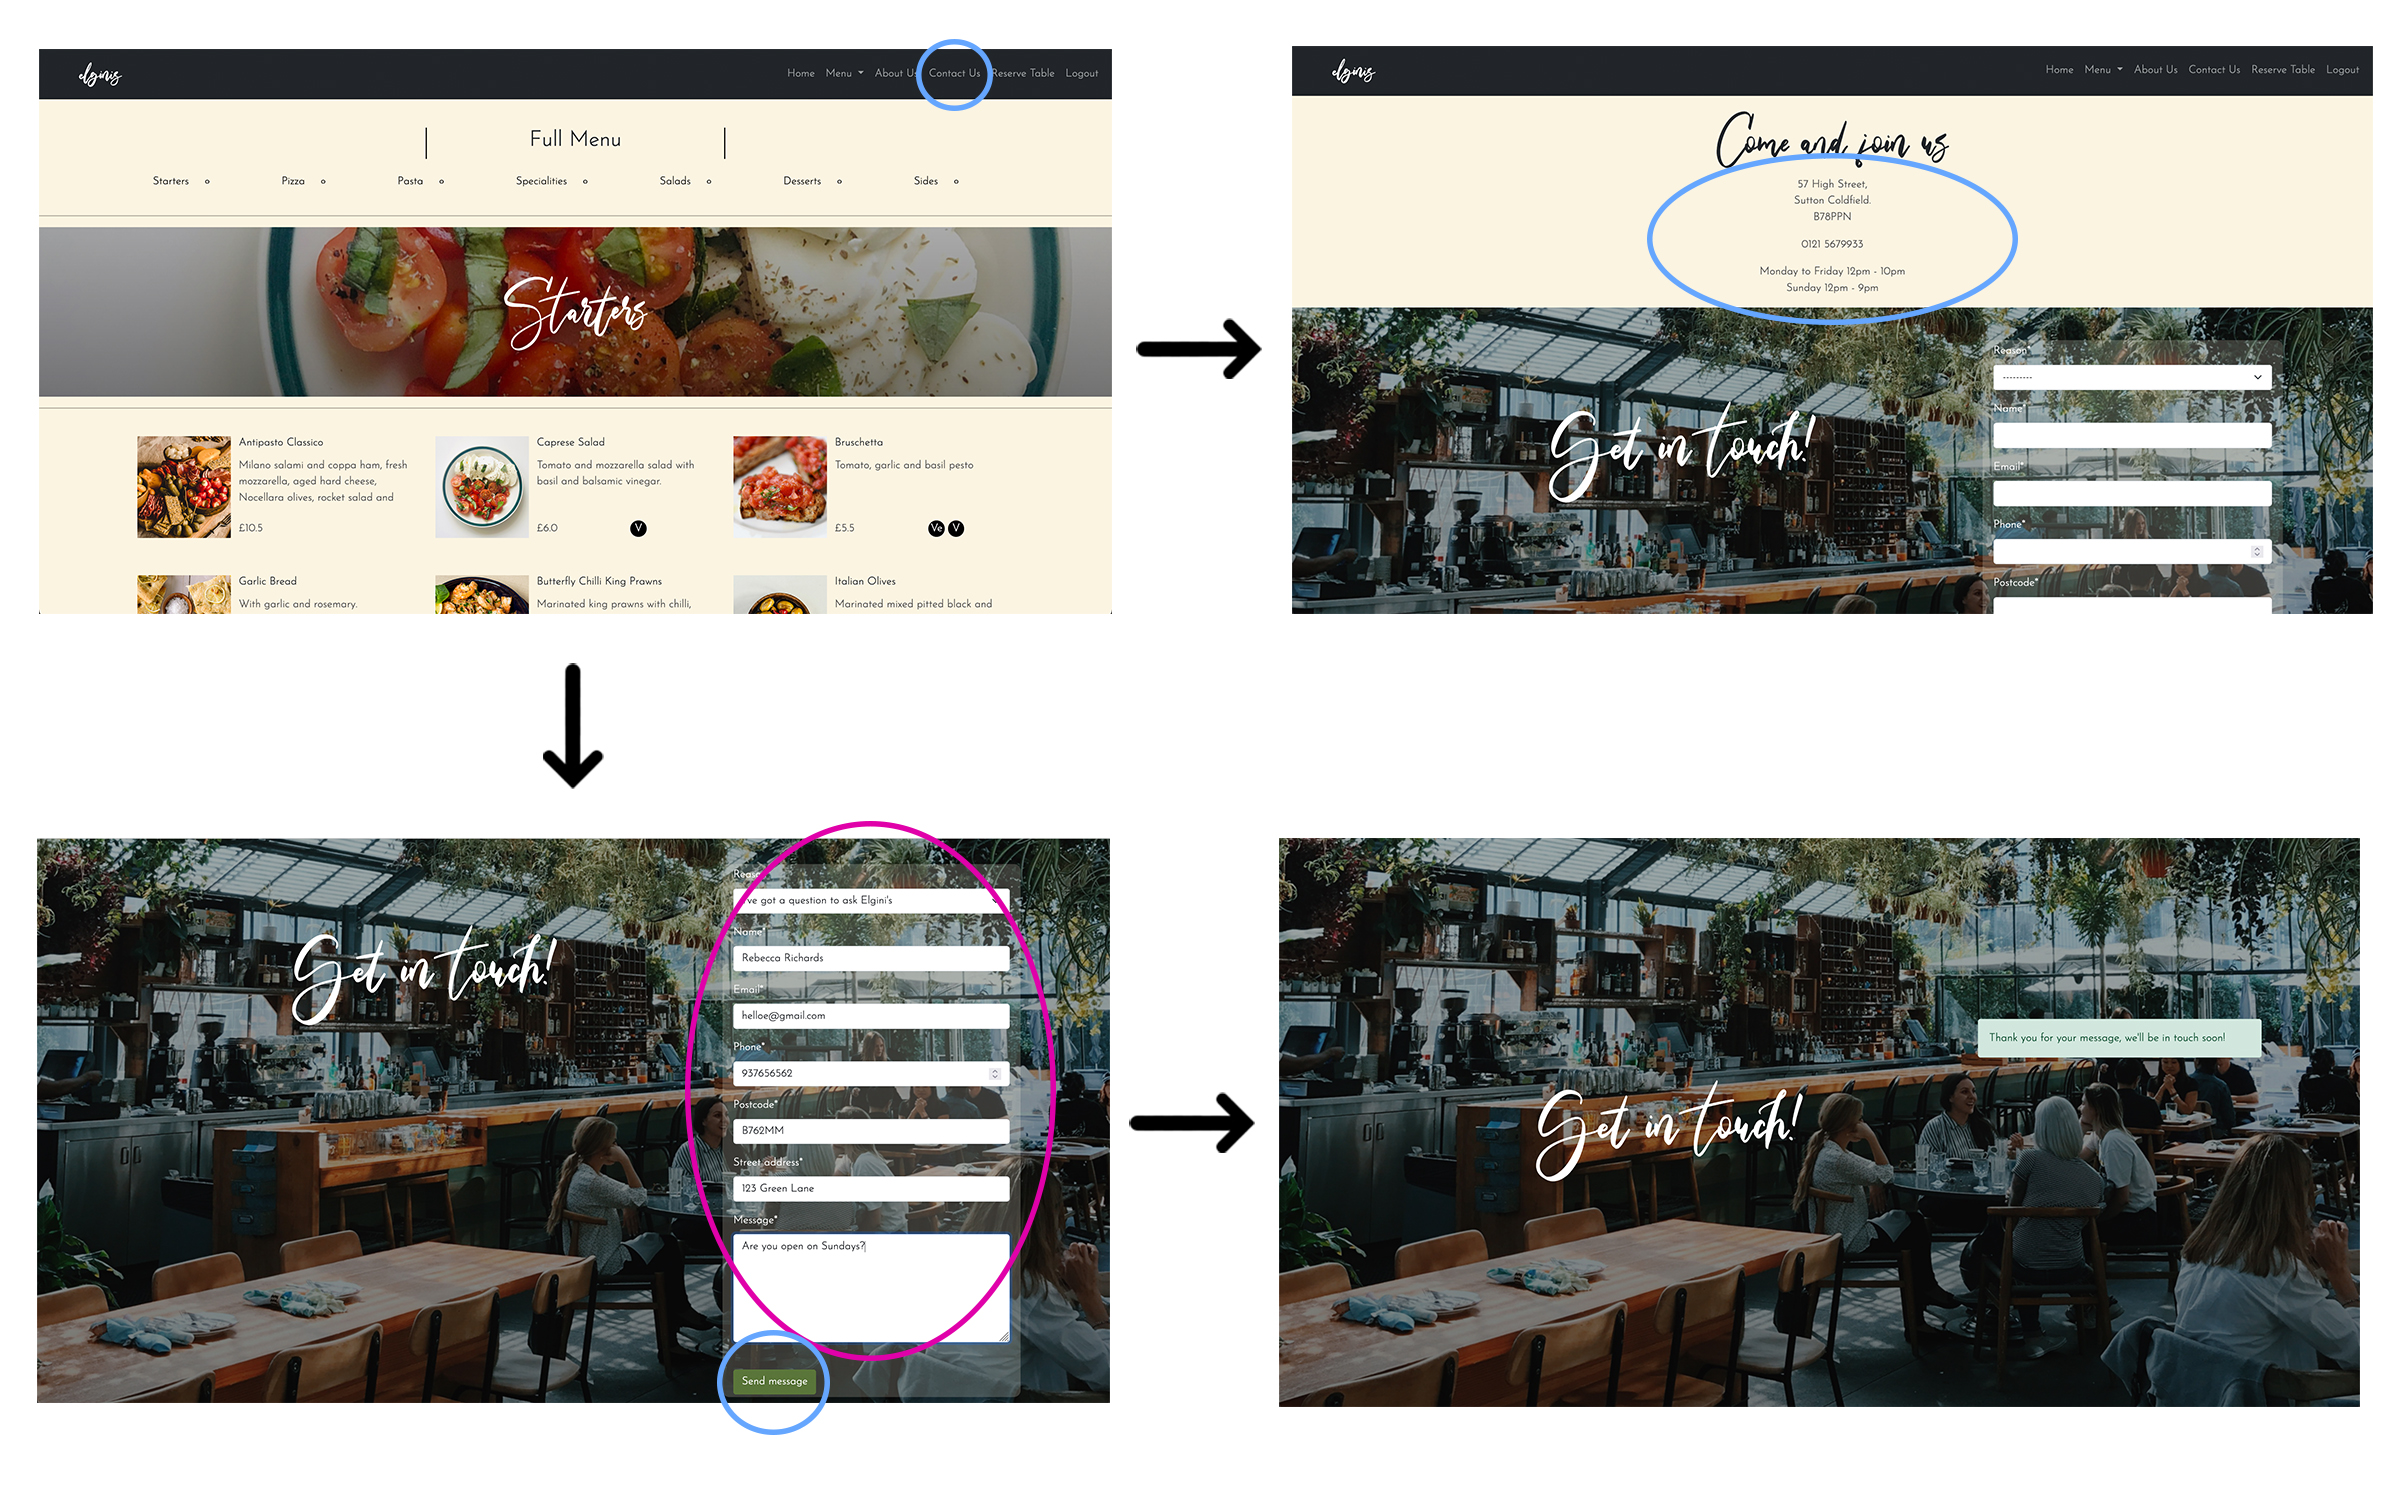 elginis
Home Menu About Us Contact Us Reserve Table Logout
Full Menu
Starters Pizza Pasta Specialities Salads Desserts Sides
Starters
Antipasto Classico
Milano salami and coppa ham, fresh
mozzarella, aged hard cheese,
Nocellara olives, rocket salad and
£10.5
Caprese Salad
Tomato and mozzarella salad with
basil and balsamic vinegar.
£6.0 V
Bruschetta
Tomato, garlic and basil pesto
£5.5 Ve V
Garlic Bread
With garlic and rosemary.
Butterfly Chilli King Prawns
Marinated king prawns with chilli,
Italian Olives
Marinated mixed pitted black and
elginis
Home Menu About Us Contact Us Reserve Table Logout
Come and join us
57 High Street,
Sutton Coldfield.
B78PPN
0121 5679933
Monday to Friday 12pm - 10pm
Sunday 12pm - 9pm
Get in touch!
Reason*
---------
Name*
Email*
Phone*
Postcode*
Get in touch!
Reason
I've got a question to ask Elgini's
Name*
Rebecca Richards
Email*
helloe@gmail.com
Phone*
937656562
Postcode*
B762MM
Street address*
123 Green Lane
Message*
Are you open on Sundays?
Send message
Thank you for your message, we'll be in touch soon!
Get in touch!